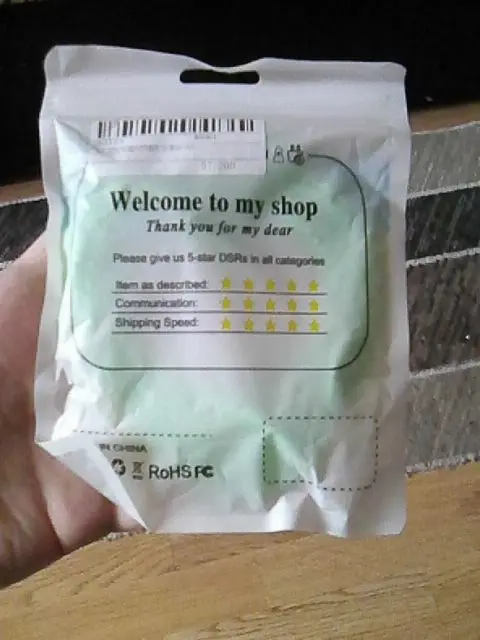 Welcome to my shop
Thank you for my dear
Please give us 5-star DSRs in all categories
Item as described:
Communication:
Shipping Speed:
IN CHINA
RoHS FC